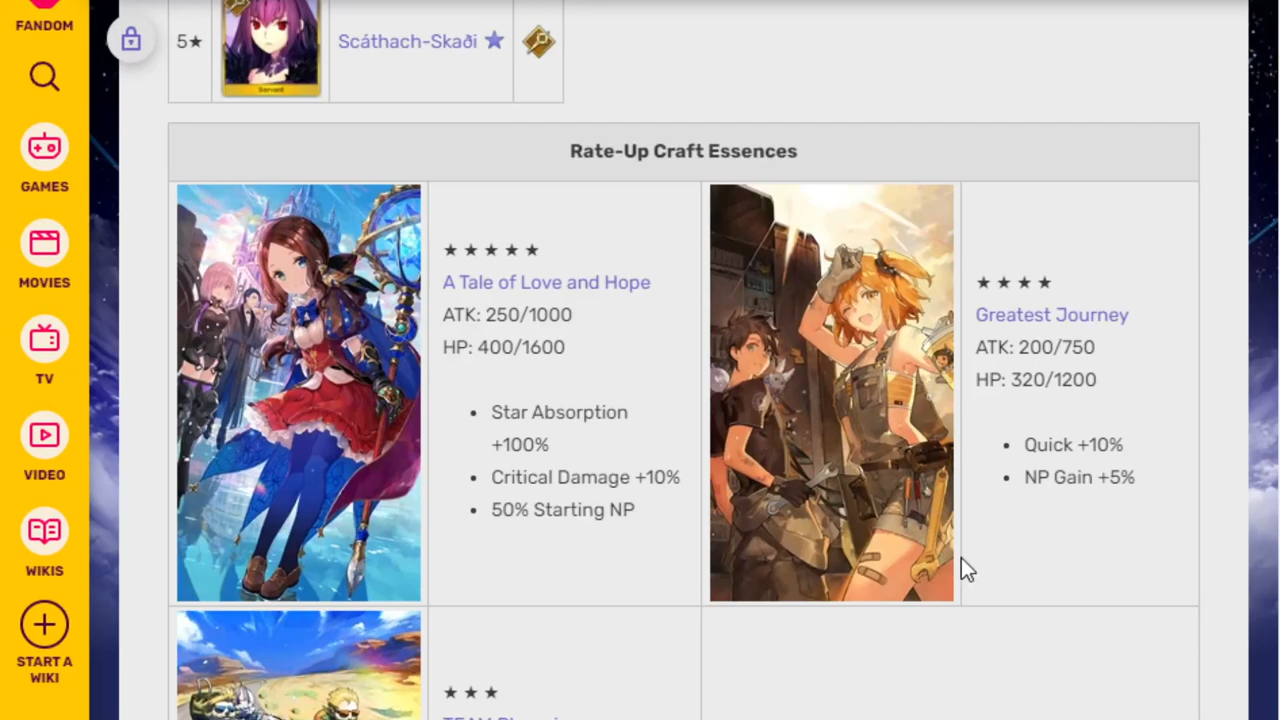 FANDOM
GAMES
MOVIES
TV
VIDEO
WIKIS
START A
WIKI
5★
Servant
Scáthach-Skaði ★
Rate-Up Craft Essences
★ ★ ★ ★ ★
A Tale of Love and Hope
ATK: 250/1000
HP: 400/1600
• Star Absorption
+100%
• Critical Damage +10%
• 50% Starting NP
★ ★ ★ ★
Greatest Journey
ATK: 200/750
HP: 320/1200
• Quick +10%
• NP Gain +5%
★ ★ ★
TEAM